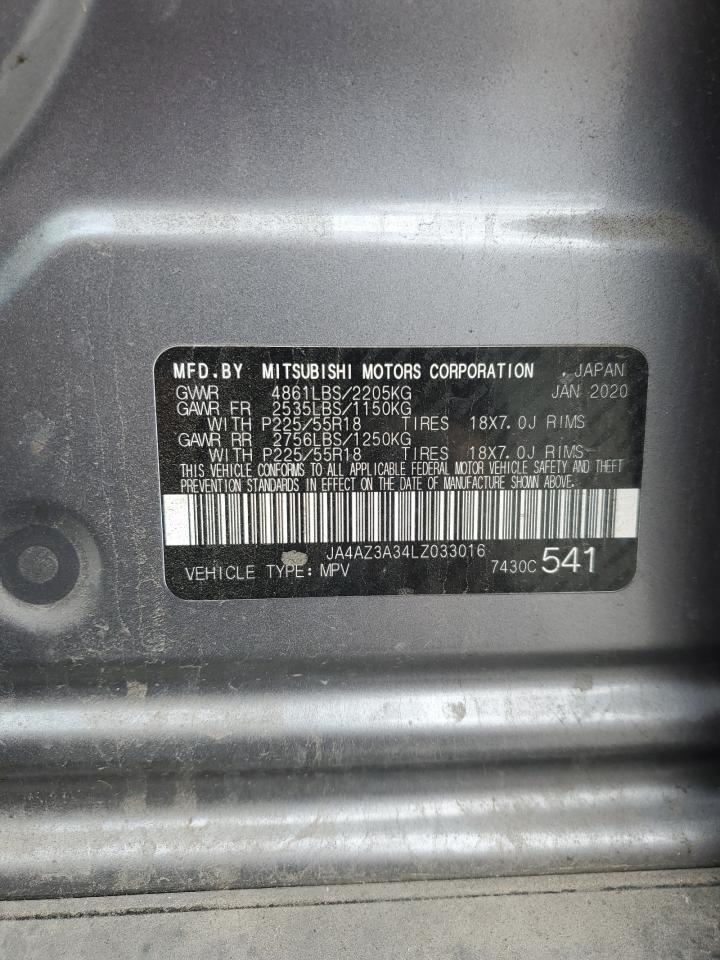 MFD.BY MITSUBISHI MOTORS CORPORATION , JAPAN
GVWR 4861LBS/2205KG JAN 2020
GAWR FR 2535LBS/1150KG
WITH P225/55R18 TIRES 18X7.0J RIMS
GAWR RR 2756LBS/1250KG
WITH P225/55R18 TIRES 18X7.0J RIMS
THIS VEHICLE CONFORMS TO ALL APPLICABLE FEDERAL MOTOR VEHICLE SAFETY AND THEFT
PREVENTION STANDARDS IN EFFECT ON THE DATE OF MANUFACTURE SHOWN ABOVE.
JA4AZ3A34LZ033016
VEHICLE TYPE: MPV 7430C 541